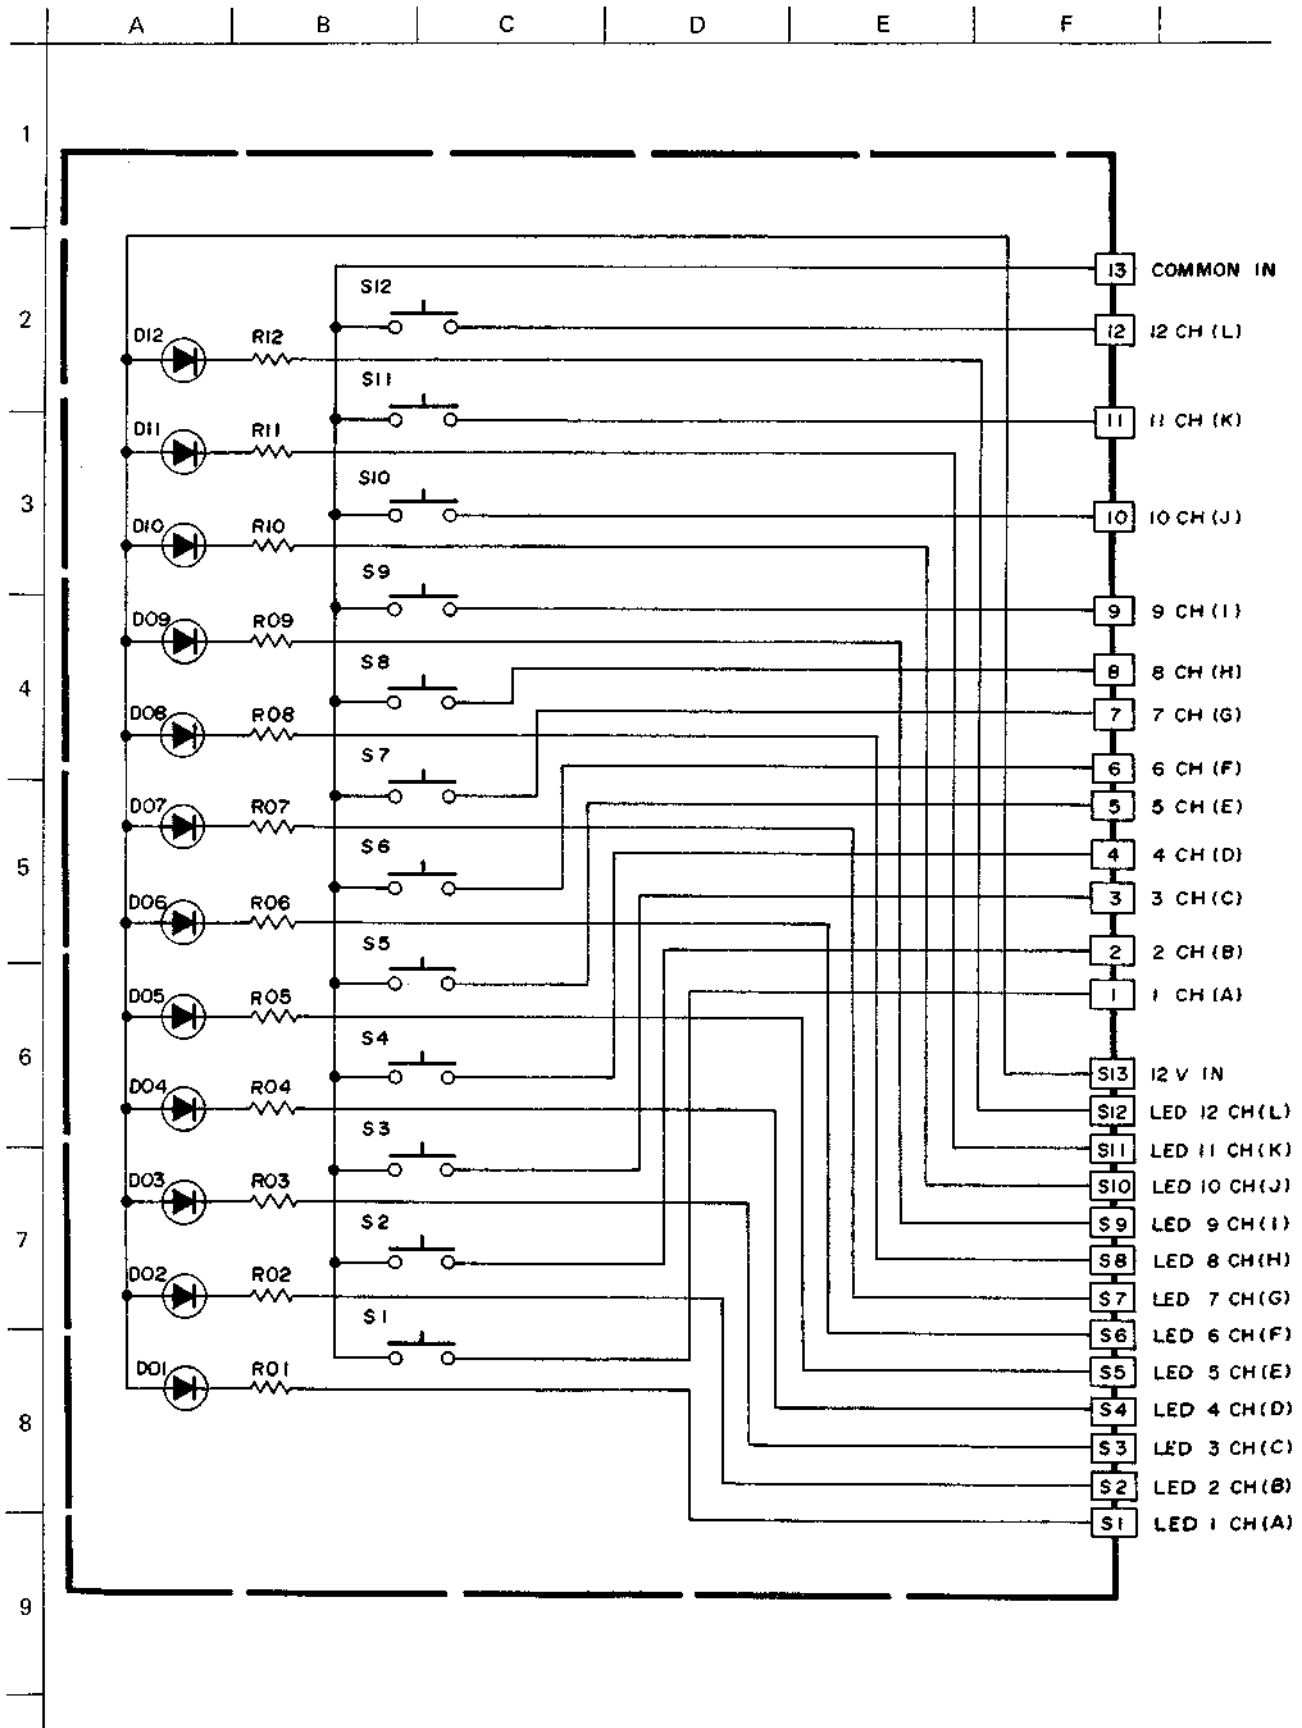 A B C D E F
1
13 COMMON IN
S12
2
12 12 CH (L)
D12 R12
S11
11 11 CH (K)
D11 R11
S10
3
10 10 CH (J)
D10 R10
S9
9 9 CH (I)
D09 R09
S8
8 8 CH (H)
4
D08 R08
7 7 CH (G)
S7
6 6 CH (F)
D07 R07
5 5 CH (E)
S6
4 4 CH (D)
5
D06 R06
3 3 CH (C)
S5
2 2 CH (B)
D05 R05
1 1 CH (A)
S4
6
S13 12 V IN
D04 R04
S12 LED 12 CH (L)
S3
S11 LED 11 CH (K)
D03 R03
S10 LED 10 CH (J)
S2
S9 LED 9 CH (I)
7
S8 LED 8 CH (H)
D02 R02
S7 LED 7 CH (G)
S1
S6 LED 6 CH (F)
D01 R01
S5 LED 5 CH (E)
S4 LED 4 CH (D)
8
S3 LED 3 CH (C)
S2 LED 2 CH (B)
S1 LED 1 CH (A)
9